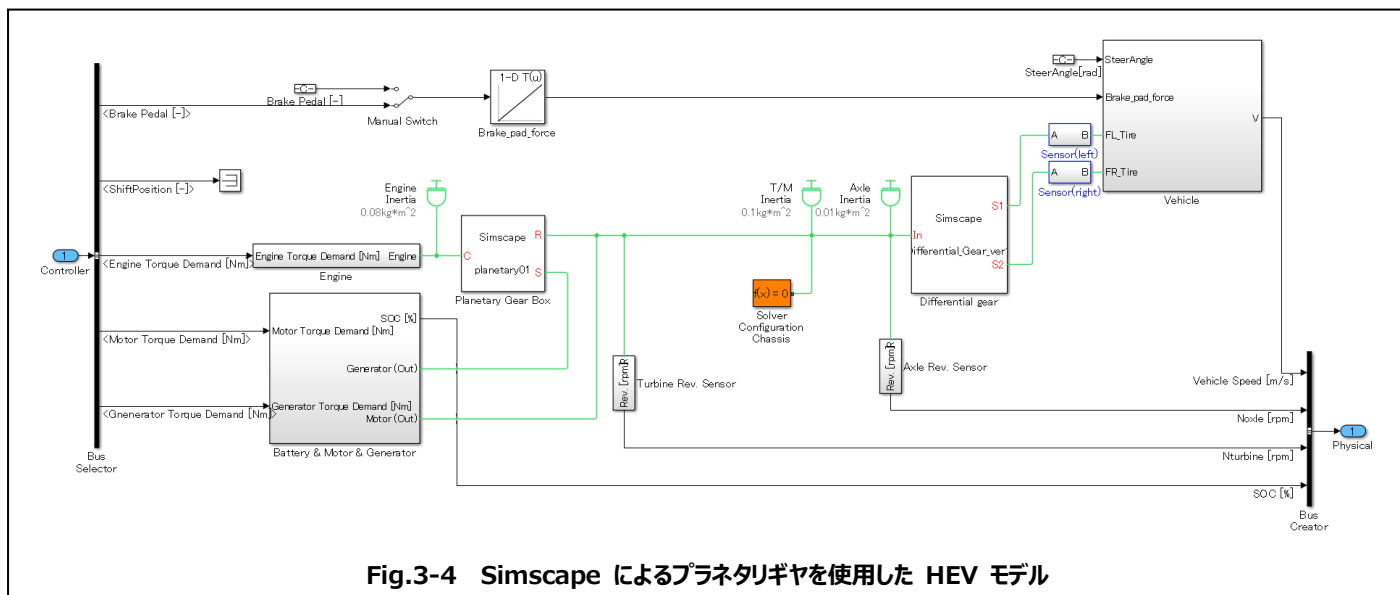 SteerAngle
-C-
SteerAngle[rad]
1-D T(u)
-C-
Brake Pedal [-]
Brake_pad_force
V
<Brake Pedal [-]>
Manual Switch
Brake_pad_force
A B
FL_Tire
Sensor(left)
<ShiftPosition [-]>
A B
FR_Tire
Sensor(right)
Vehicle
Engine
Inertia
0.08kg*m^2
T/M
Inertia
0.1kg*m^2
Axle
Inertia
0.01kg*m^2
S1
Simscape
R
planetary01
S
C
Planetary Gear Box
In
Simscape
Differential_Gear_ver
S2
Differential gear
1
Controller
<Engine Torque Demand [Nm]>
Engine Torque Demand [Nm] Engine
Engine
f(x) = 0
Solver
Configuration
Chassis
SOC [%]
<Motor Torque Demand [Nm]>
Motor Torque Demand [Nm]
Generator(Out)
Rev. [rpm]R
Turbine Rev. Sensor
Rev. [rpm]R
Axle Rev. Sensor
Vehicle Speed [m/s]
<Gnenerator Torque Demand [Nm]>
Generator Torque Demand [Nm]
Motor(Out)
Battery & Motor & Generator
Noxle [rpm]
1
Physical
Nturbine [rpm]
Bus
Selector
SOC [%]
Bus
Creator
Fig.3-4 Simscape によるプラネタリギヤを使用した HEV モデル